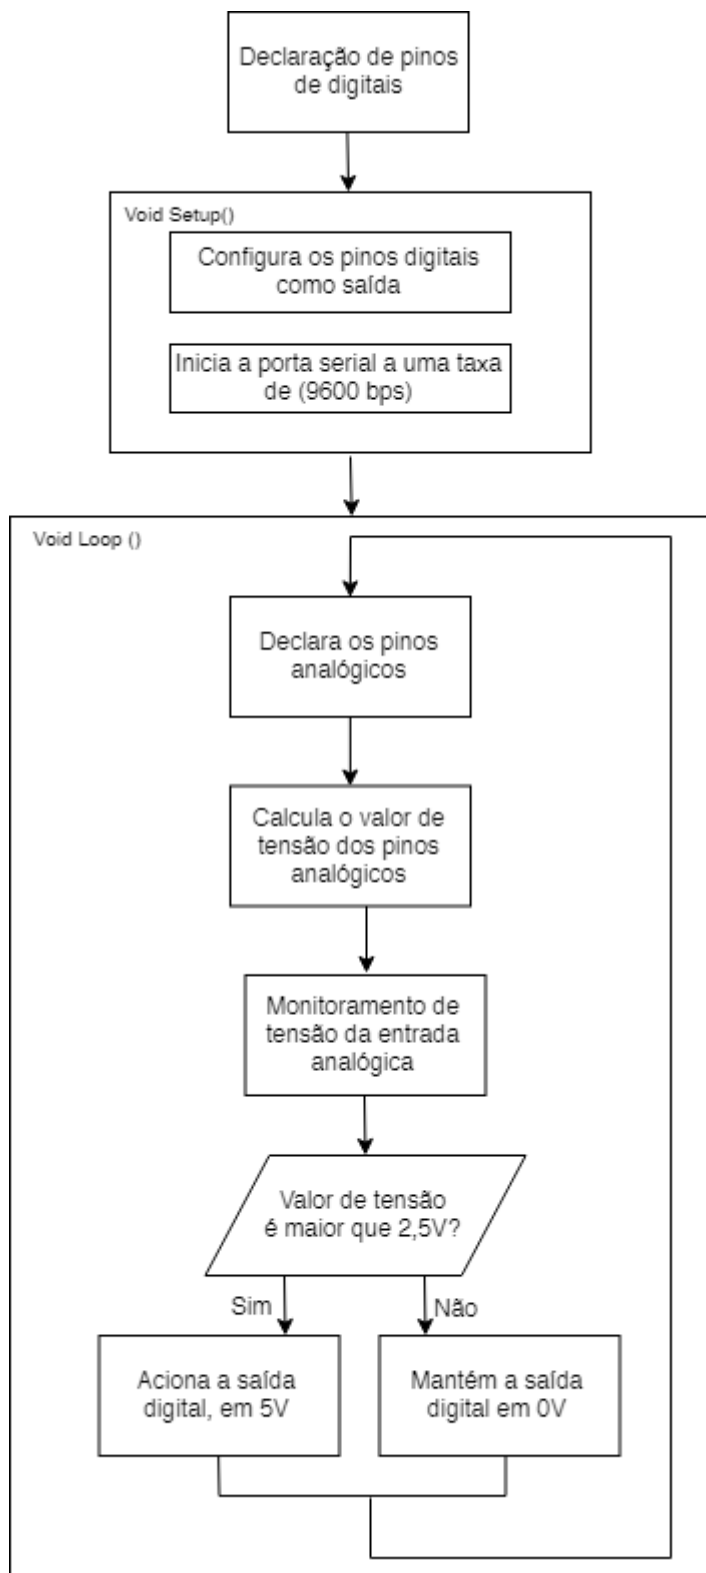 Declaração de pinos
de digitais
Void Setup()
Configura os pinos digitais
como saída
Inicia a porta serial a uma taxa
de (9600 bps)
Void Loop ()
Declara os pinos
analógicos
Calcula o valor de
tensão dos pinos
analógicos
Monitoramento de
tensão da entrada
analógica
Valor de tensão
é maior que 2,5V?
Sim
Não
Aciona a saída
digital, em 5V
Mantém a saída
digital em 0V